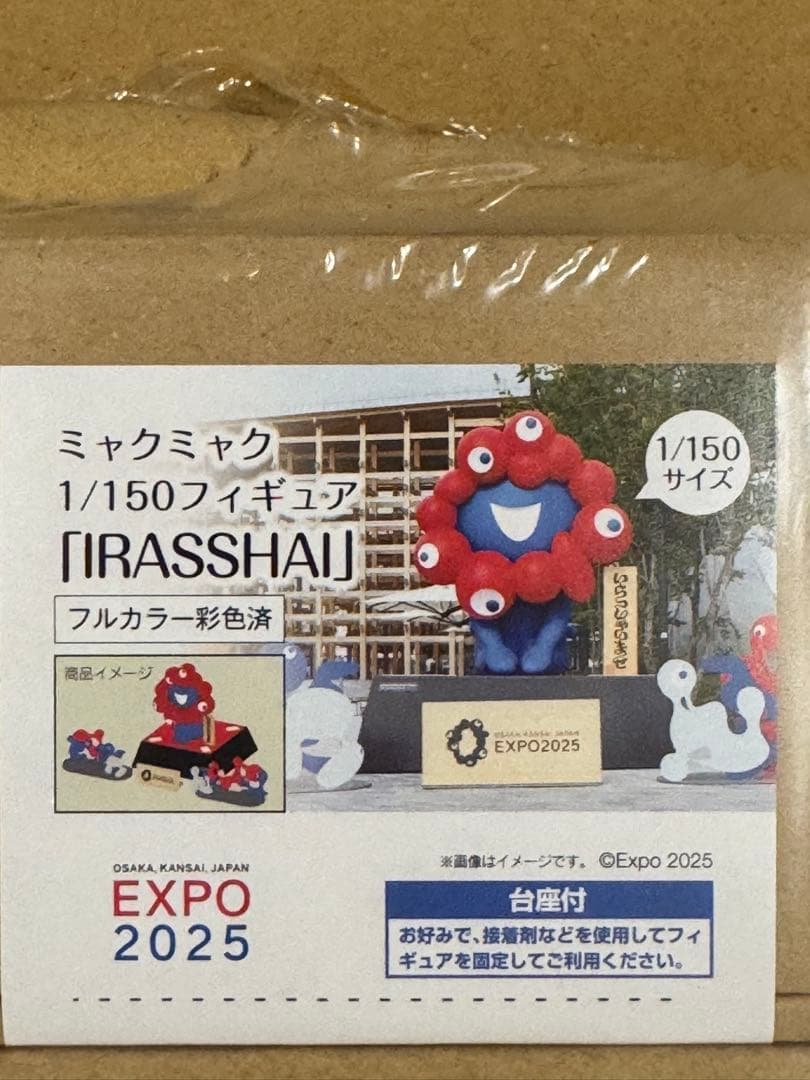 ミャクミャク
1/150フィギュア
「IRASSHAI」
フルカラー彩色済
商品イメージ
1/150
サイズ
いらっしゃいませ
OSAKA, KANSAI, JAPAN
EXPO2025
※画像はイメージです。 ©Expo 2025
OSAKA, KANSAI, JAPAN
EXPO
2025
台座付
お好みで、接着剤などを使用してフィ
ギュアを固定してご利用ください。